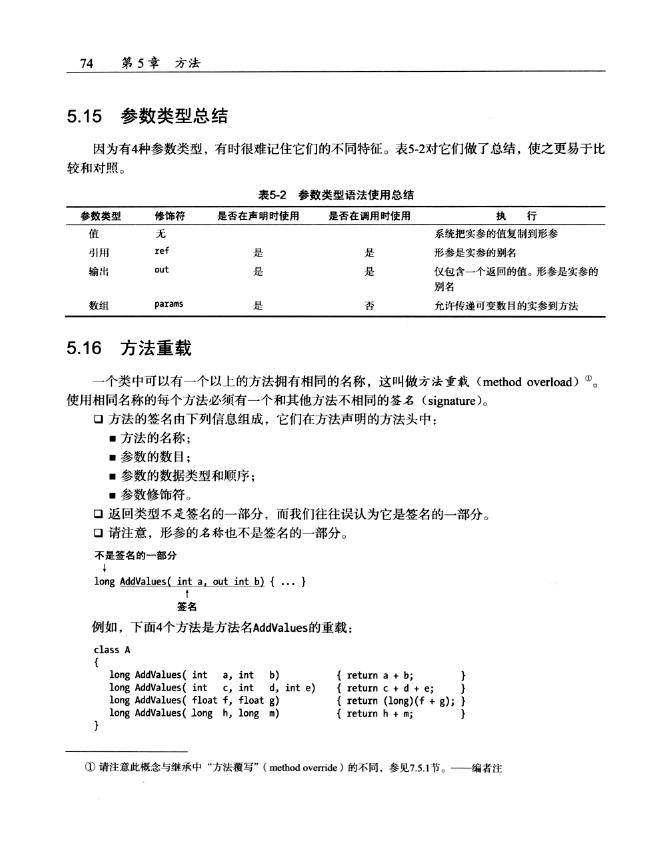 74 第5章 方法
5.15 参数类型总结
因为有4种参数类型，有时很难记住它们的不同特征。表5-2对它们做了总结，使之更易于比
较和对照。
表5-2 参数类型语法使用总结
参数类型 修饰符 是否在声明时使用 是否在调用时使用 执 行
值 无 系统把实参的值复制到形参
引用 ref 是 是 形参是实参的别名
输出 out 是 是 仅包含一个返回的值。形参是实参的
别名
数组 params 是 否 允许传递可变数目的实参到方法
5.16 方法重载
一个类中可以有一个以上的方法拥有相同的名称，这叫做方法重载（method overload）①。
使用相同名称的每个方法必须有一个和其他方法不相同的签名（signature）。
❑ 方法的签名由下列信息组成，它们在方法声明的方法头中：
■ 方法的名称；
■ 参数的数目；
■ 参数的数据类型和顺序；
■ 参数修饰符。
❑ 返回类型不是签名的一部分，而我们往往误认为它是签名的一部分。
❑ 请注意，形参的名称也不是签名的一部分。
不是签名的一部分
↓
long AddValues( int a, out int b) { ... }
↑
签名
例如，下面4个方法是方法名AddValues的重载：
class A
{
long AddValues( int a, int b) { return a + b; }
long AddValues( int c, int d, int e) { return c + d + e; }
long AddValues( float f, float g) { return (long)(f + g); }
long AddValues( long h, long m) { return h + m; }
}
① 请注意此概念与继承中“方法覆写”（method override）的不同，参见7.5.1节。——编者注